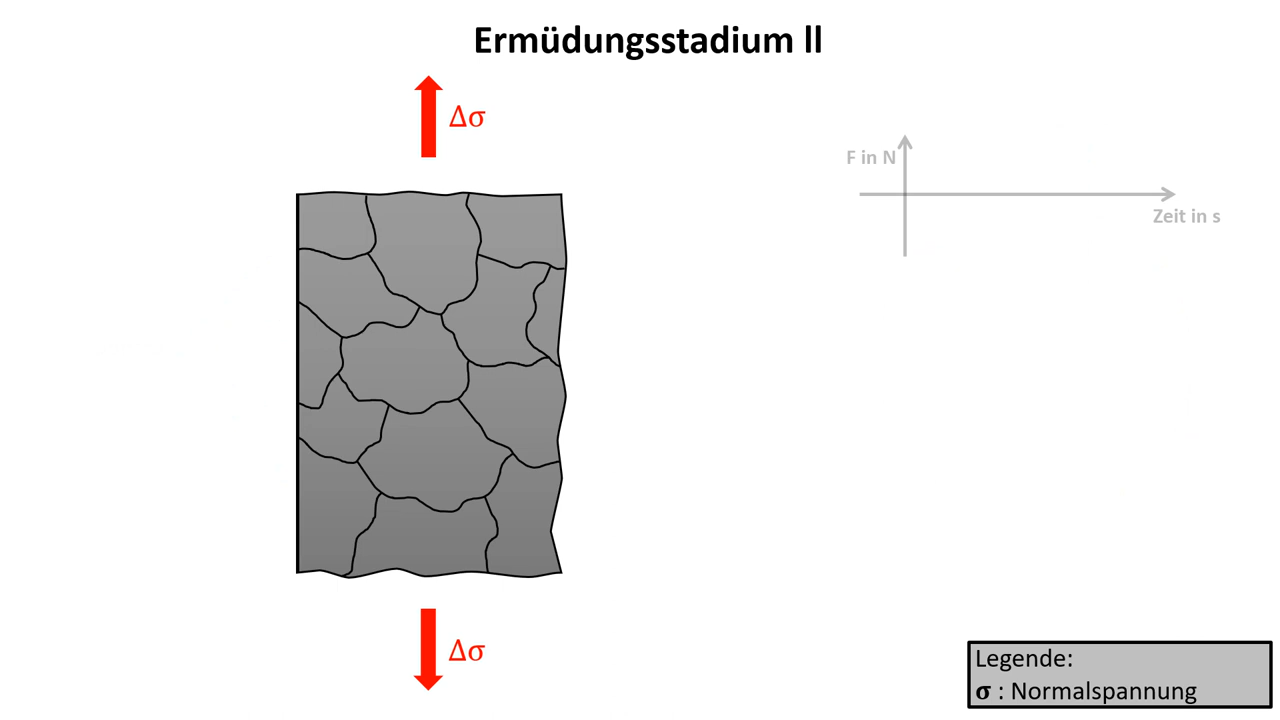 Ermüdungsstadium ll
Δσ
F in N
Zeit in s
Δσ
Legende:
σ : Normalspannung